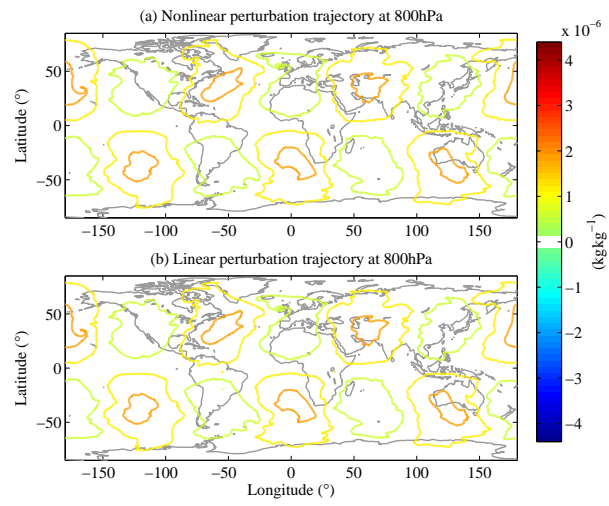 (a) Nonlinear perturbation trajectory at 800hPa
x 10⁻⁶
Latitude (°)
50
0
−50
−150 −100 −50 0 50 100 150
(b) Linear perturbation trajectory at 800hPa
Latitude (°)
50
0
−50
−150 −100 −50 0 50 100 150
Longitude (°)
4
3
2
1
0
−1
−2
−3
−4
(kgkg⁻¹)